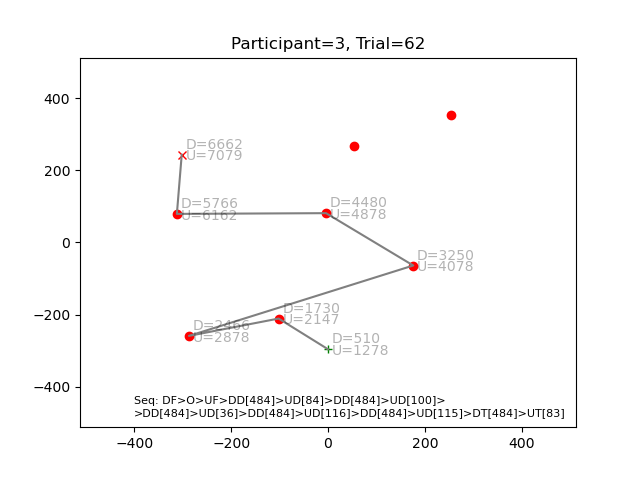 Participant=3, Trial=62
400
200
0
−200
−400
−400
−200
0
200
400
D=6662
U=7079
D=5766
U=6162
D=4480
U=4878
D=3250
U=4078
D=1730
U=2147
D=2466
U=2878
D=510
U=1278
Seq: DF>O>UF>DD[484]>UD[84]>DD[484]>UD[100]>
>DD[484]>UD[36]>DD[484]>UD[116]>DD[484]>UD[115]>DT[484]>UT[83]